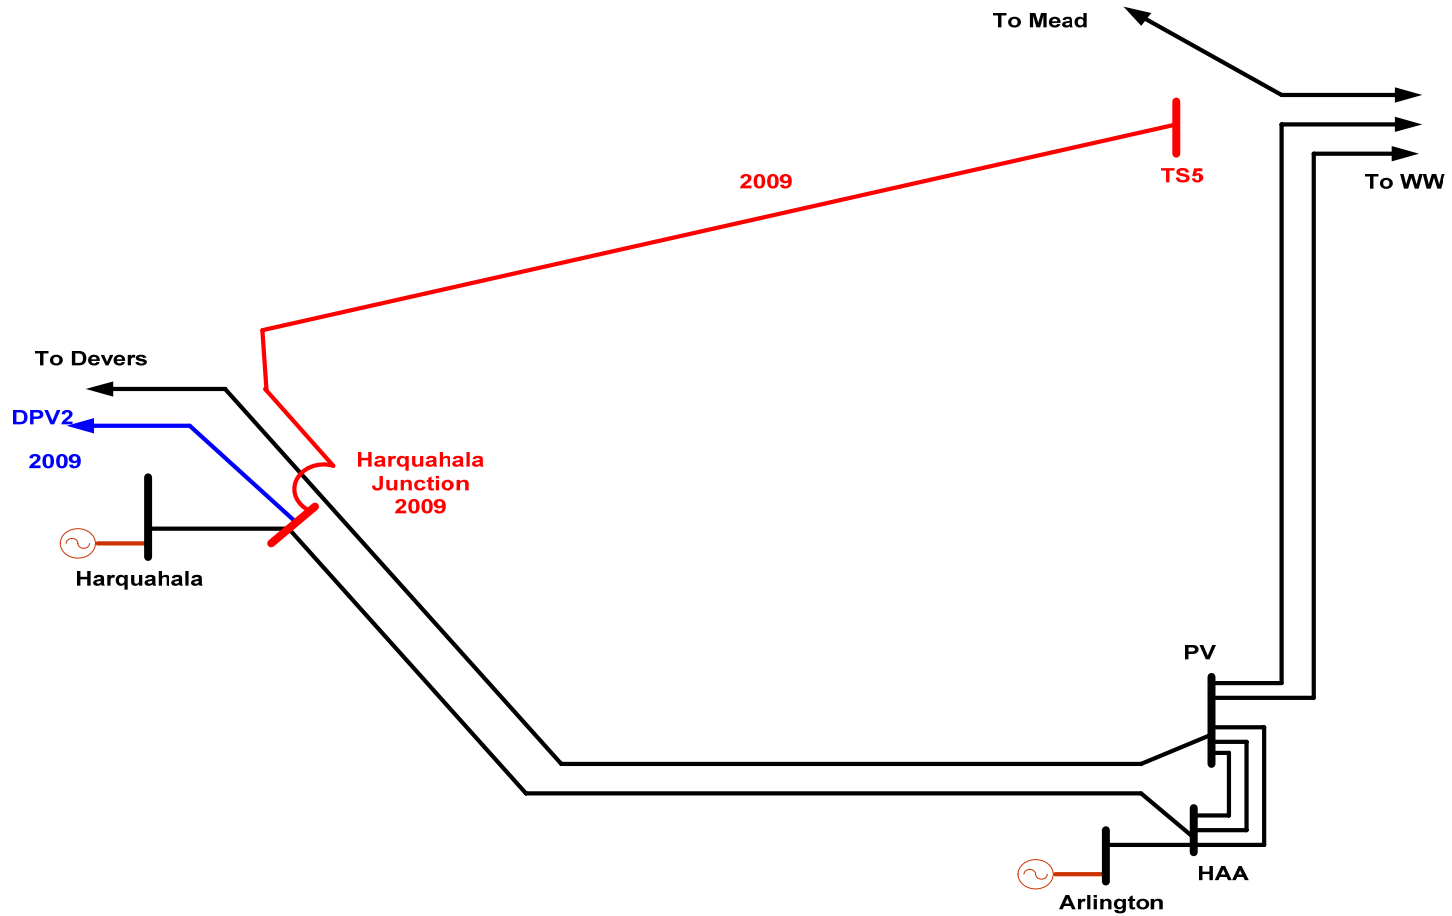 To Mead
TS5
To WW
2009
To Devers
DPV2
2009
Harquahala
Junction
2009
Harquahala
PV
HAA
Arlington